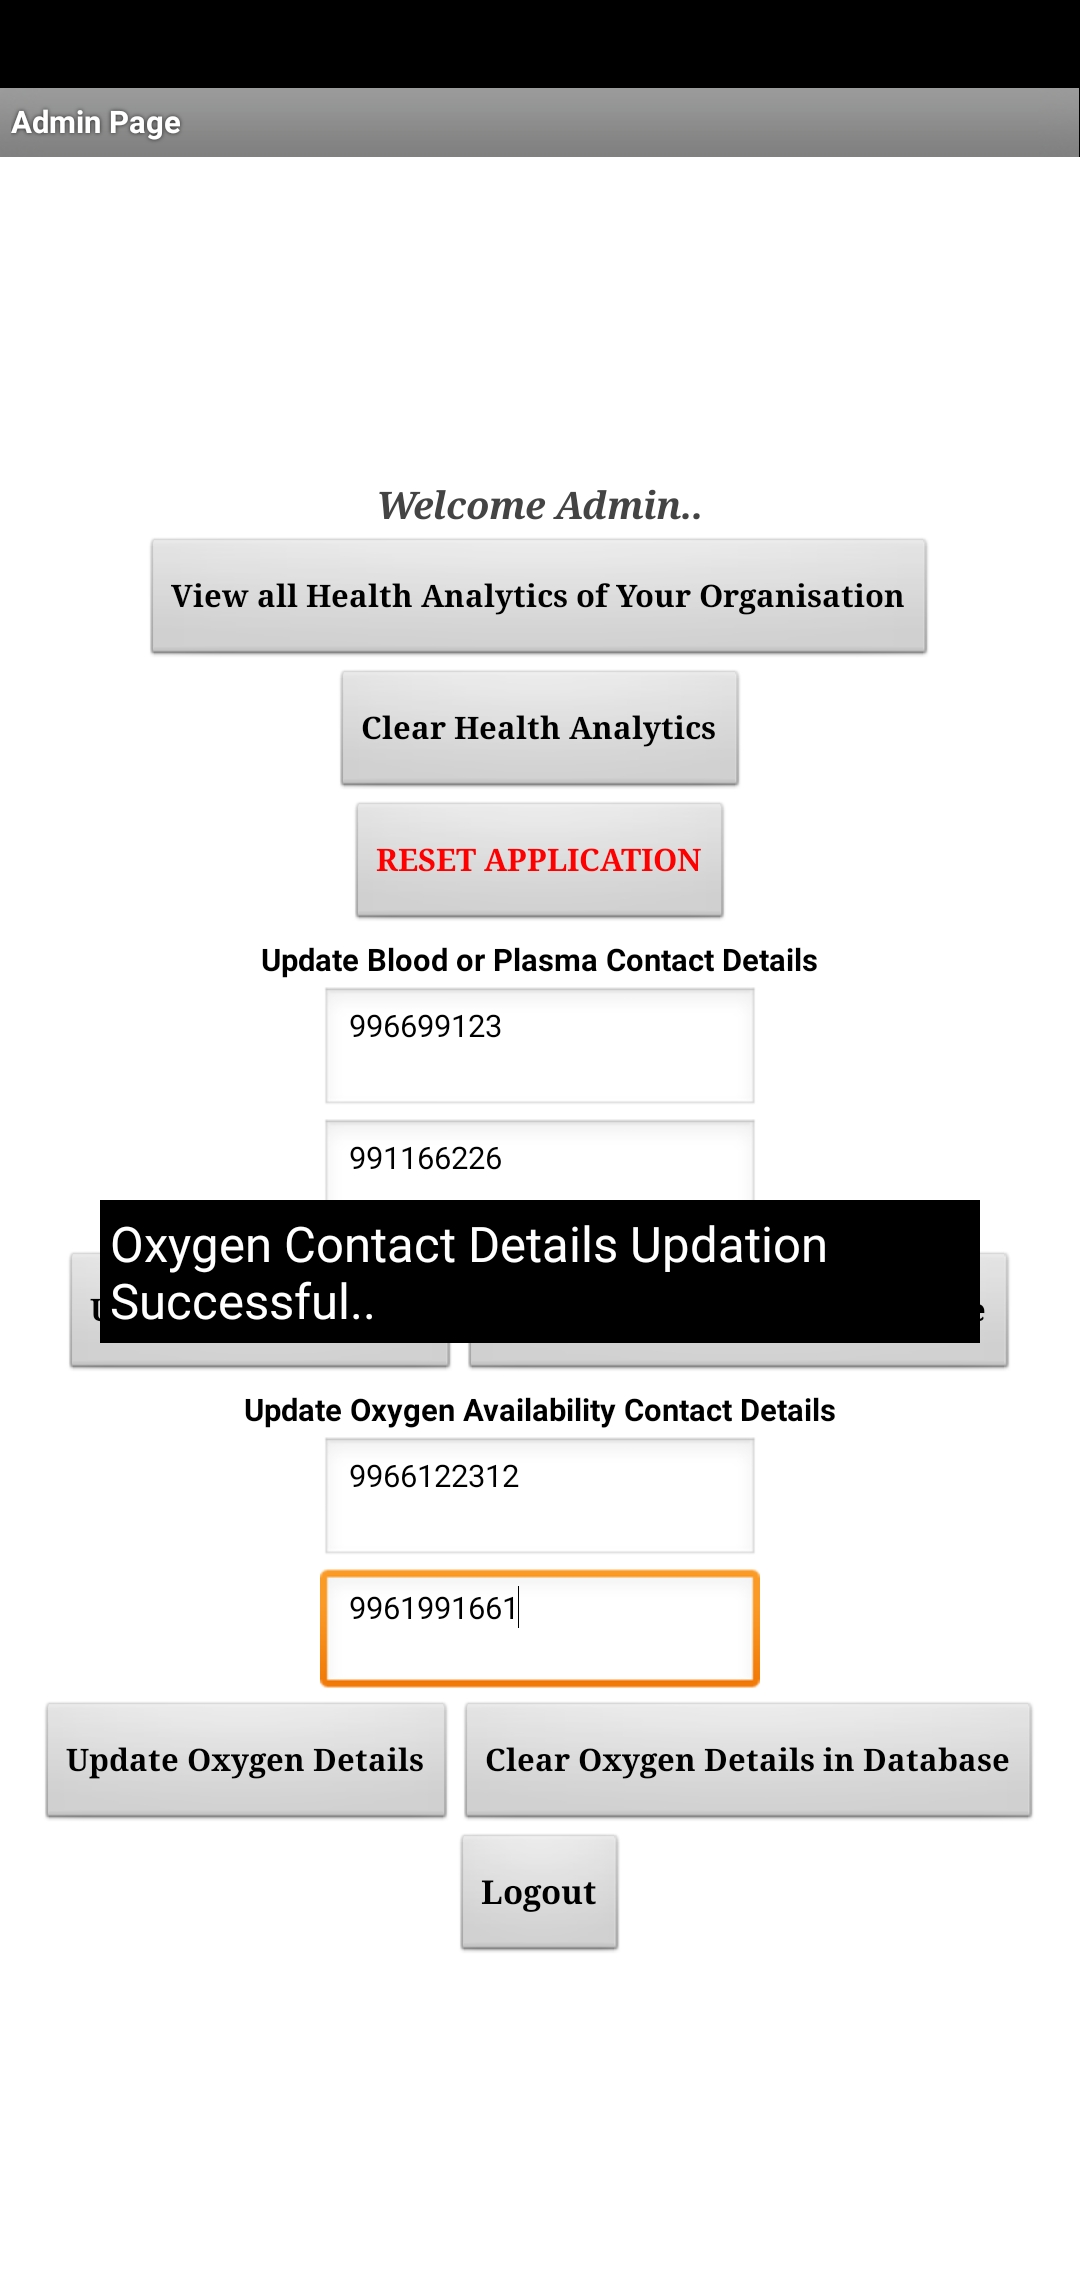 Admin Page
Welcome Admin..
View all Health Analytics of Your Organisation
Clear Health Analytics
RESET APPLICATION
Update Blood or Plasma Contact Details
996699123
991166226
Oxygen Contact Details Updation
Successful..
Update Oxygen Availability Contact Details
9966122312
9961991661
Update Oxygen Details
Clear Oxygen Details in Database
Logout